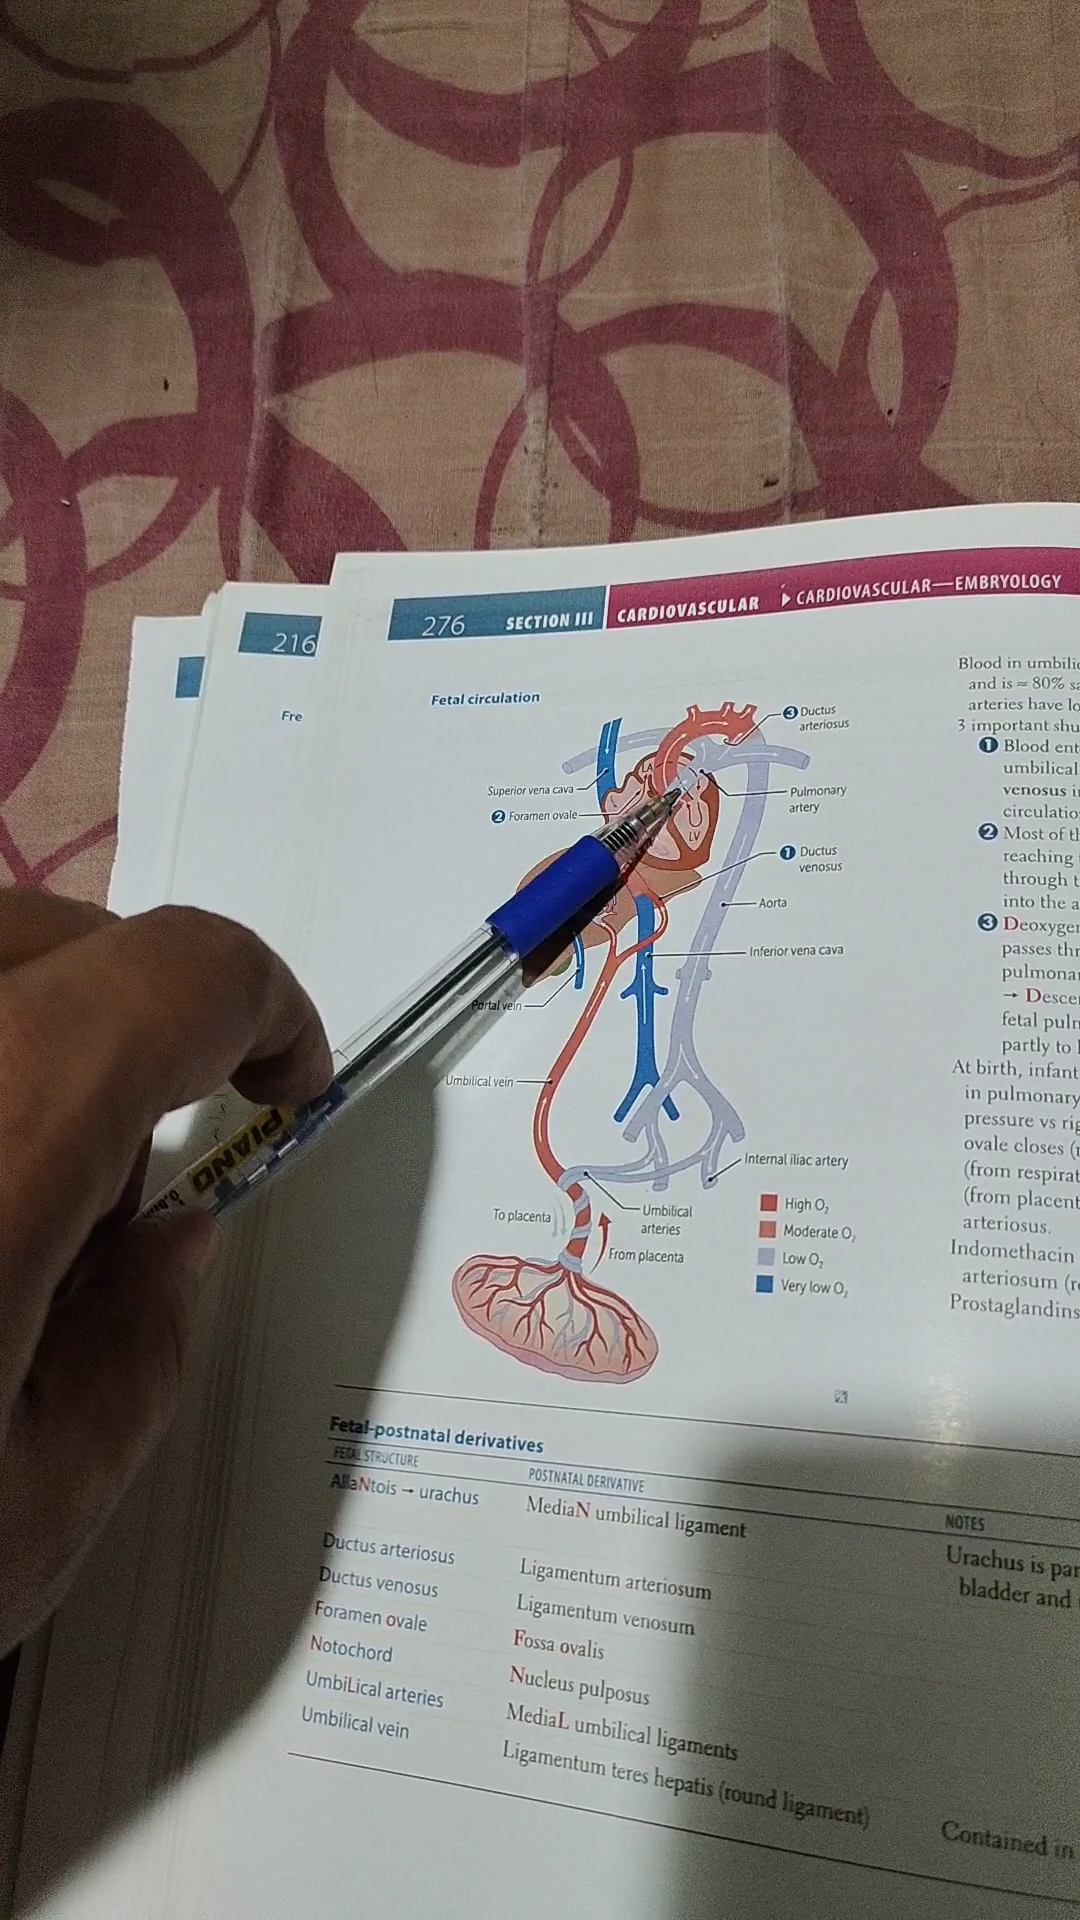 276 SECTION III CARDIOVASCULAR ▶ CARDIOVASCULAR—EMBRYOLOGY
216
Fre
Fetal circulation
3 Ductus
arteriosus
Superior vena cava
2 Foramen ovale
LA
LV
Pulmonary
artery
1 Ductus
venosus
Aorta
Inferior vena cava
Portal vein
Umbilical vein
Internal iliac artery
Umbilical
arteries
To placenta
From placenta
High O₂
Moderate O₂
Low O₂
Very low O₂
Blood in umbilic
and is ≈ 80% sa
arteries have lo
3 important shu
1 Blood ent
umbilical
venosus i
circulatio
2 Most of th
reaching
through t
into the a
3 Deoxyger
passes thr
pulmonar
→ Desce
fetal puln
partly to
At birth, infant
in pulmonary
pressure vs rig
ovale closes (
(from respirat
(from placent
arteriosus.
Indomethacin
arteriosum (r
Prostaglandins
Fetal-postnatal derivatives
FETAL STRUCTURE POSTNATAL DERIVATIVE NOTES
AllaNtois → urachus MediaN umbilical ligament Urachus is par
bladder and
Ductus arteriosus Ligamentum arteriosum
Ductus venosus Ligamentum venosum
Foramen ovale Fossa ovalis
Notochord Nucleus pulposus
UmbiLical arteries MediaL umbilical ligaments
Umbilical vein Ligamentum teres hepatis (round ligament) Contained in
PIANO